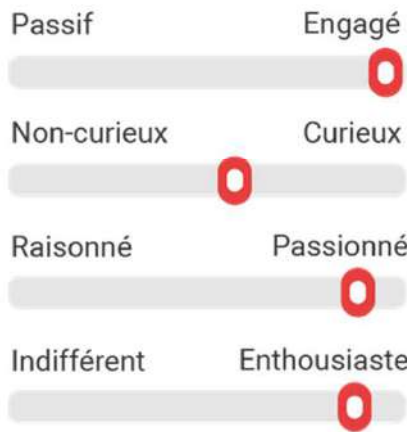 Passif Engagé
Non-curieux Curieux
Raisonné Passionné
Indifférent Enthousiaste